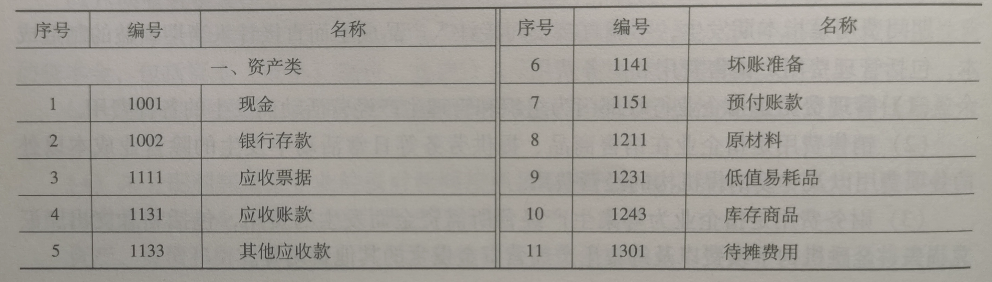 序号 编号 名称
一、资产类
1 1001 现金
2 1002 银行存款
3 1111 应收票据
4 1131 应收账款
5 1133 其他应收款
序号 编号 名称
6 1141 坏账准备
7 1151 预付账款
8 1211 原材料
9 1231 低值易耗品
10 1243 库存商品
11 1301 待摊费用